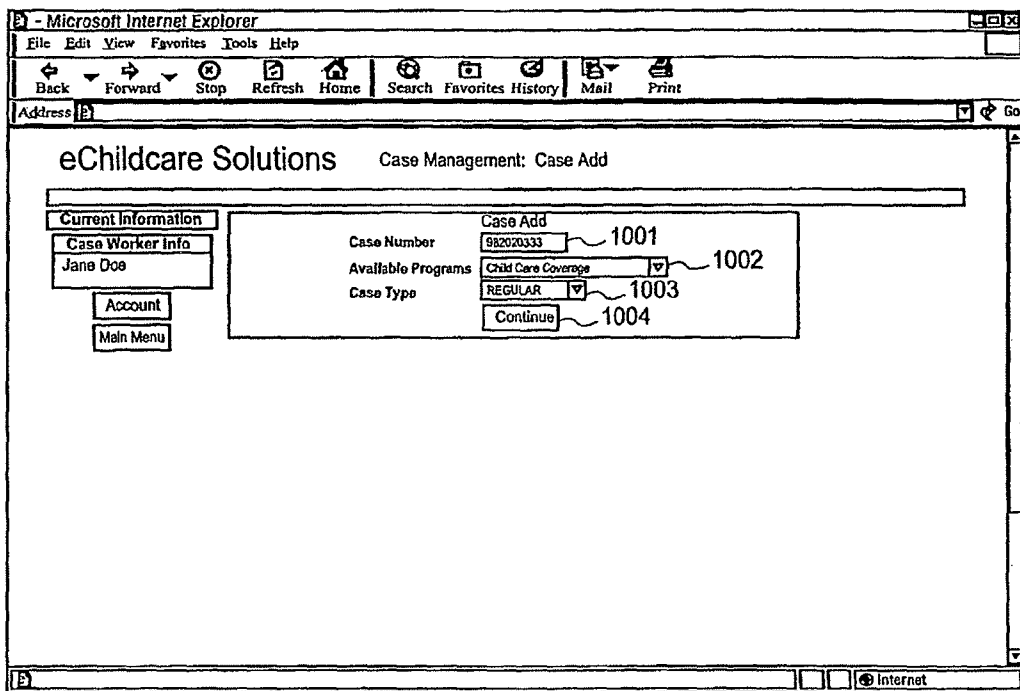 - Microsoft Internet Explorer
File Edit View Favorites Tools Help
Back Forward Stop Refresh Home Search Favorites History Mail Print
Address Go
eChildcare Solutions Case Management: Case Add
Current Information
Case Worker Info
Jane Doe
Account
Main Menu
Case Add
Case Number 982020333 1001
Available Programs Child Care Coverage 1002
Case Type REGULAR 1003
Continue 1004
Internet